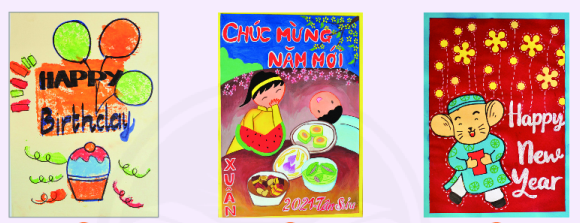 HAPPY
Birthday
CHÚC MỪNG
NĂM MỚI
XUÂN
2021-Tân Sửu
Happy
New
Year